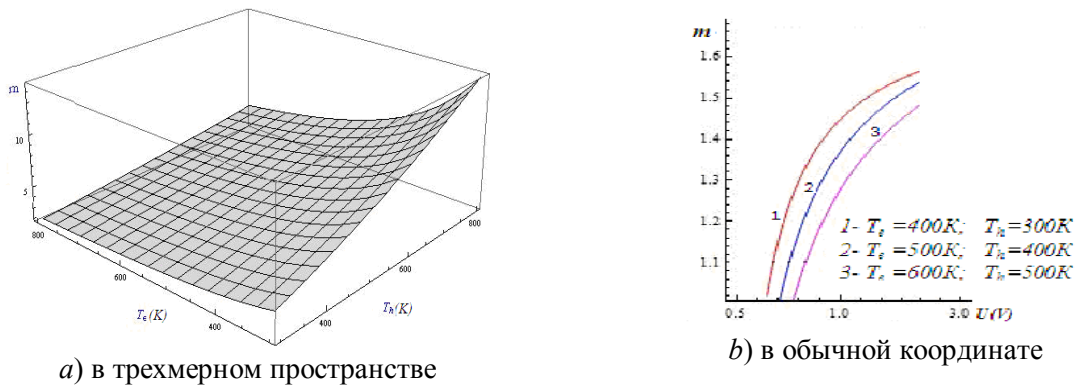 m
10
5
800
600
400
T_e(K)
400
600
800
T_h(K)
a) в трехмерном пространстве
m
1.6
1.5
1.4
1.3
1.2
1.1
0.5
1.0
3.0
U(V)
1
2
3
1- T_e =400K; T_h=300K
2- T_e =500K; T_h=400K
3- T_e =600K; T_h=500K
b) в обычной координате